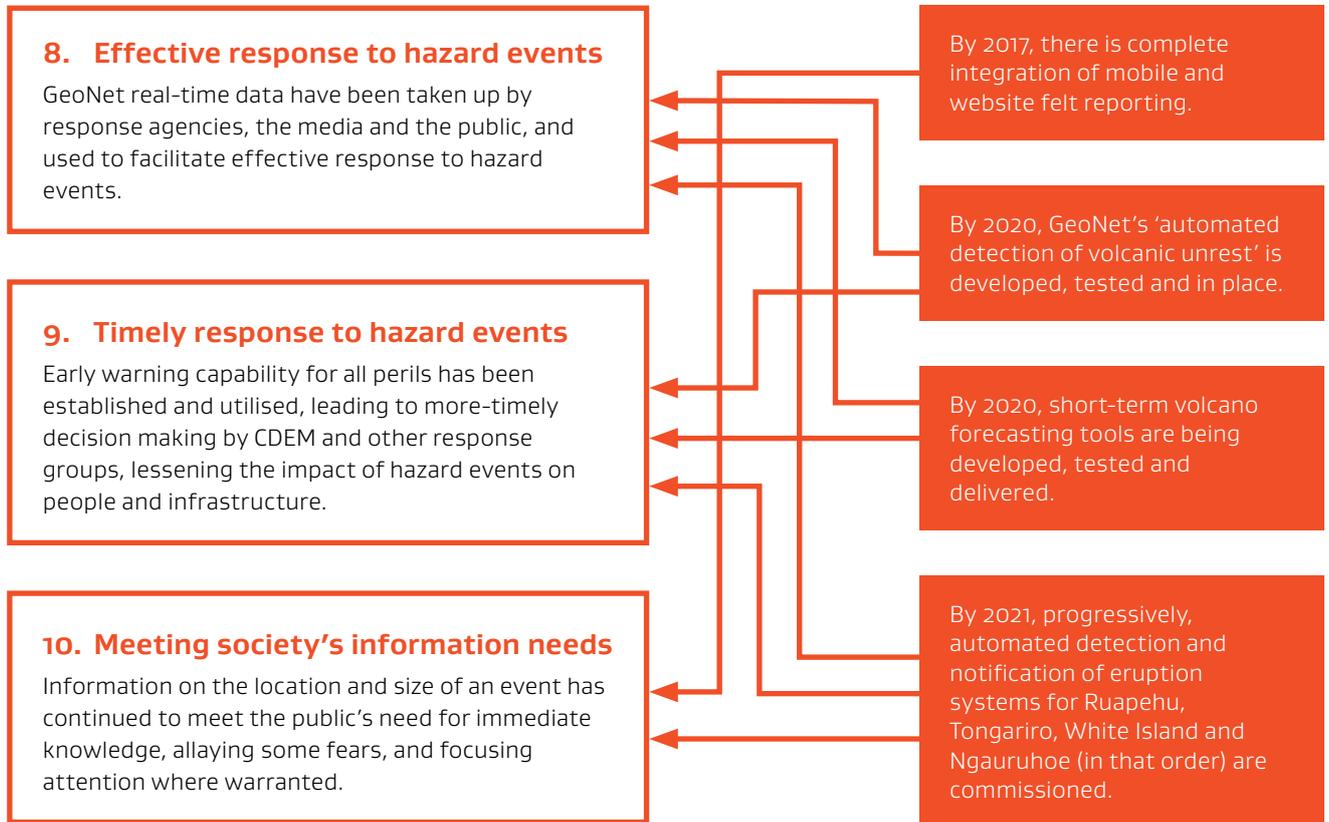 8. Effective response to hazard events
GeoNet real-time data have been taken up by
response agencies, the media and the public, and
used to facilitate effective response to hazard
events.
9. Timely response to hazard events
Early warning capability for all perils has been
established and utilised, leading to more-timely
decision making by CDEM and other response
groups, lessening the impact of hazard events on
people and infrastructure.
10. Meeting society’s information needs
Information on the location and size of an event has
continued to meet the public’s need for immediate
knowledge, allaying some fears, and focusing
attention where warranted.
By 2017, there is complete
integration of mobile and
website felt reporting.
By 2020, GeoNet’s ‘automated
detection of volcanic unrest’ is
developed, tested and in place.
By 2020, short-term volcano
forecasting tools are being
developed, tested and
delivered.
By 2021, progressively,
automated detection and
notification of eruption
systems for Ruapehu,
Tongariro, White Island and
Ngauruhoe (in that order) are
commissioned.